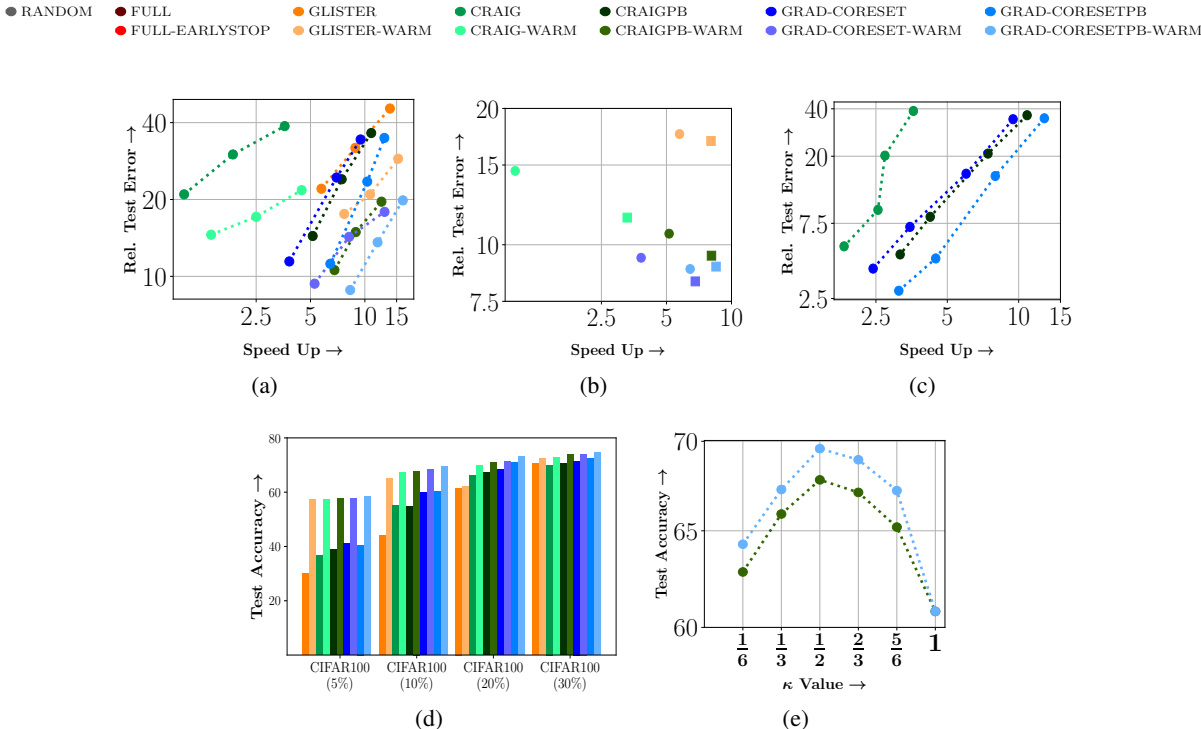 RANDOM FULL GLISTER CRAIG CRAIGPB GRAD-CORESET GRAD-CORESETPB
FULL-EARLYSTOP GLISTER-WARM CRAIG-WARM CRAIGPB-WARM GRAD-CORESET-WARM GRAD-CORESETPB-WARM
Rel. Test Error →
40
20
10
2.5 5 10 15
Speed Up →
(a)
Rel. Test Error →
20
15
10
7.5
2.5 5 10
Speed Up →
(b)
Rel. Test Error →
40
20
7.5
2.5
2.5 5 10 15
Speed Up →
(c)
Test Accuracy →
80
60
40
20
CIFAR100 CIFAR100 CIFAR100 CIFAR100
(5%) (10%) (20%) (30%)
(d)
Test Accuracy →
70
65
60
1/6 1/3 1/2 2/3 5/6 1
κ Value →
(e)